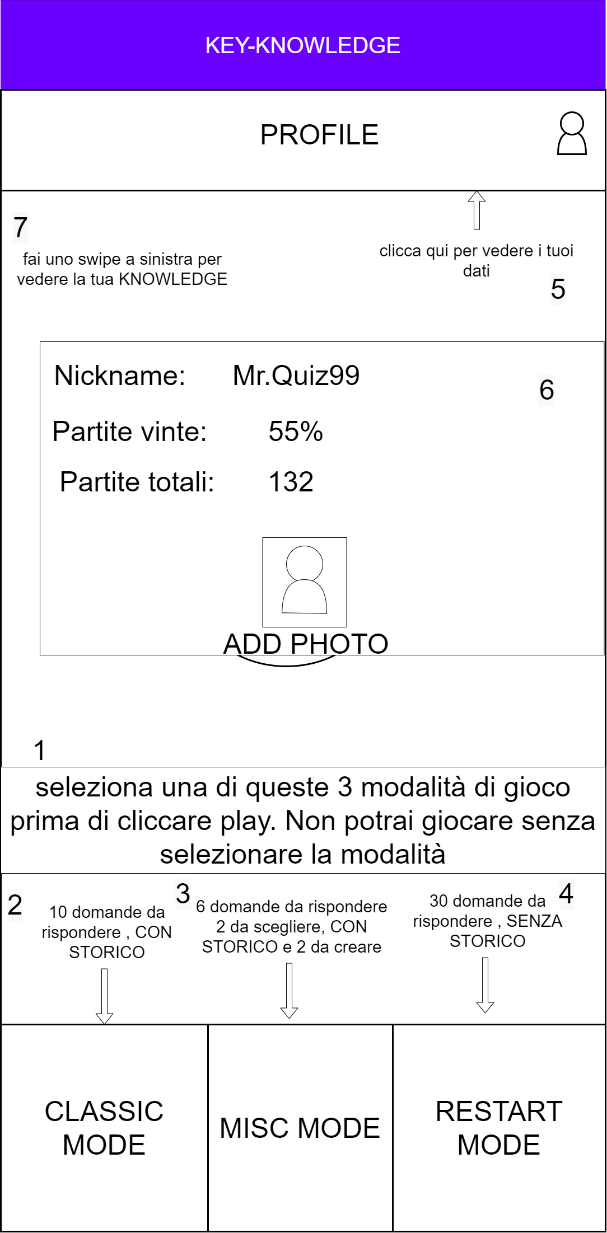 KEY-KNOWLEDGE
PROFILE
7
fai uno swipe a sinistra per
vedere la tua KNOWLEDGE
clicca qui per vedere i tuoi
dati
5
Nickname: Mr.Quiz99
6
Partite vinte: 55%
Partite totali: 132
ADD PHOTO
1
seleziona una di queste 3 modalità di gioco
prima di cliccare play. Non potrai giocare senza
selezionare la modalità
2
10 domande da
rispondere , CON
STORICO
3
6 domande da rispondere
2 da scegliere, CON
STORICO e 2 da creare
4
30 domande da
rispondere , SENZA
STORICO
CLASSIC
MODE
MISC MODE
RESTART
MODE